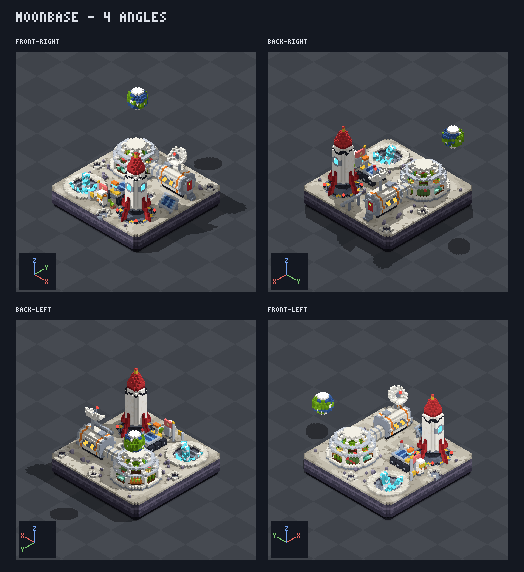 MOONBASE - 4 ANGLES
FRONT-RIGHT
BACK-RIGHT
Z
Y
X
Z
X
Y
BACK-LEFT
FRONT-LEFT
Z
X
Y
Z
Y
X